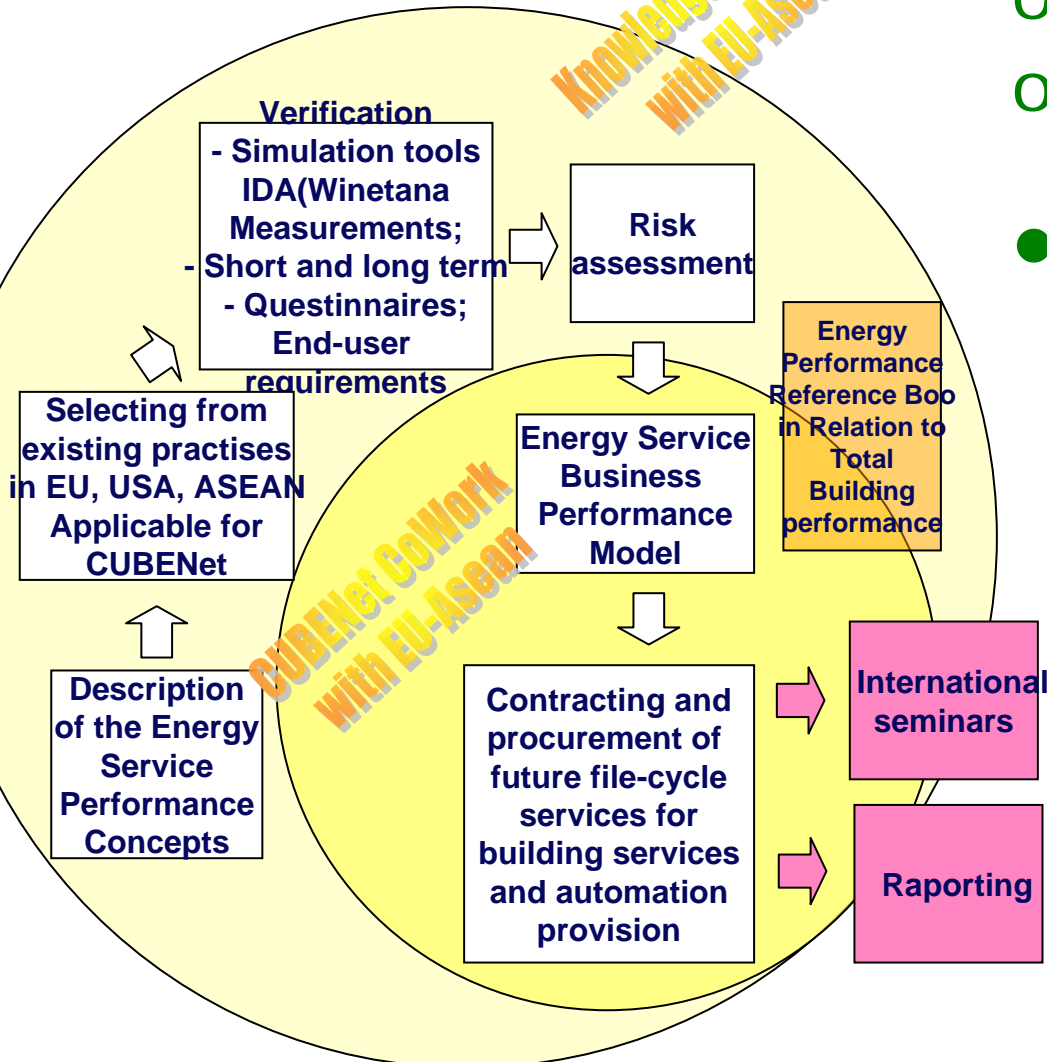 with EU-Asean
Verification
- Simulation tools
IDA(Winetana
Measurements;
- Short and long term
- Questinnaires;
End-user
requirements
Risk
assessment
Energy
Performance
Reference Boo
in Relation to
Total
Building
performance
Selecting from
existing practises
in EU, USA, ASEAN
Applicable for
CUBENet
Energy Service
Business
Performance
Model
CUBENet CoWork
with EU-Asean
Description
of the Energy
Service
Performance
Concepts
Contracting and
procurement of
future file-cycle
services for
building services
and automation
provision
International
seminars
Raporting